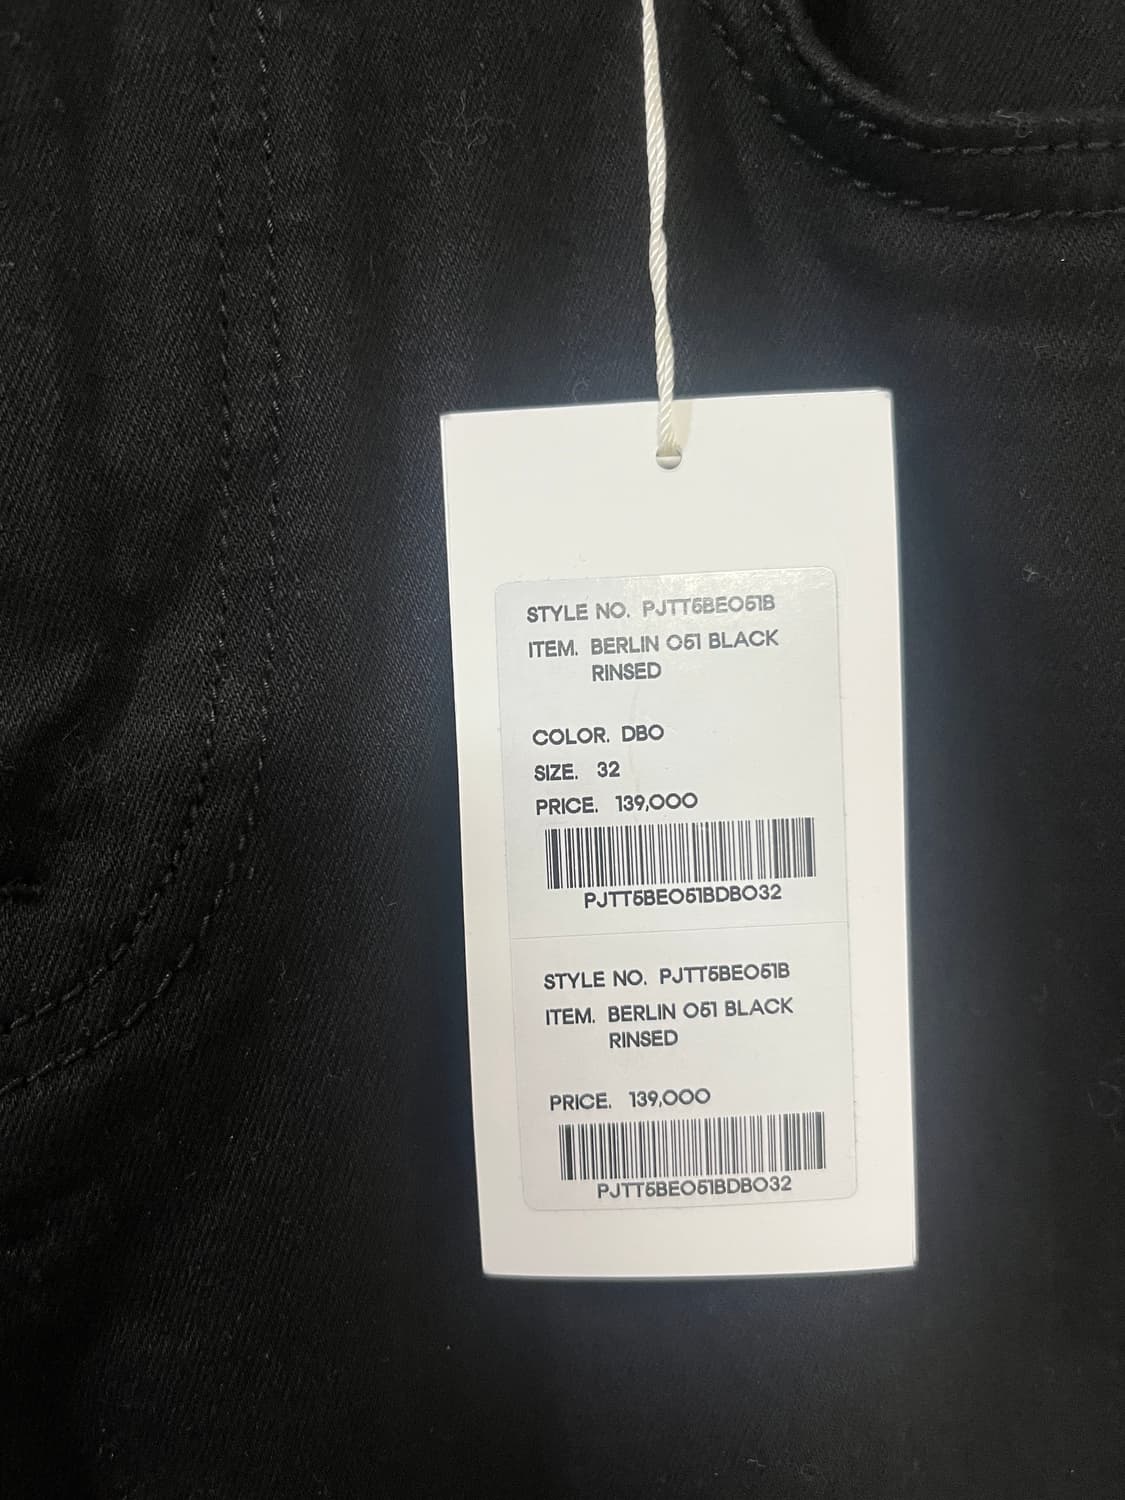 STYLE NO. PJTT5BE051B
ITEM. BERLIN 051 BLACK
RINSED
COLOR. DBO
SIZE. 32
PRICE. 139,000
PJTT5BE051BDBO32
STYLE NO. PJTT5BE051B
ITEM. BERLIN 051 BLACK
RINSED
PRICE. 139,000
PJTT5BE051BDBO32